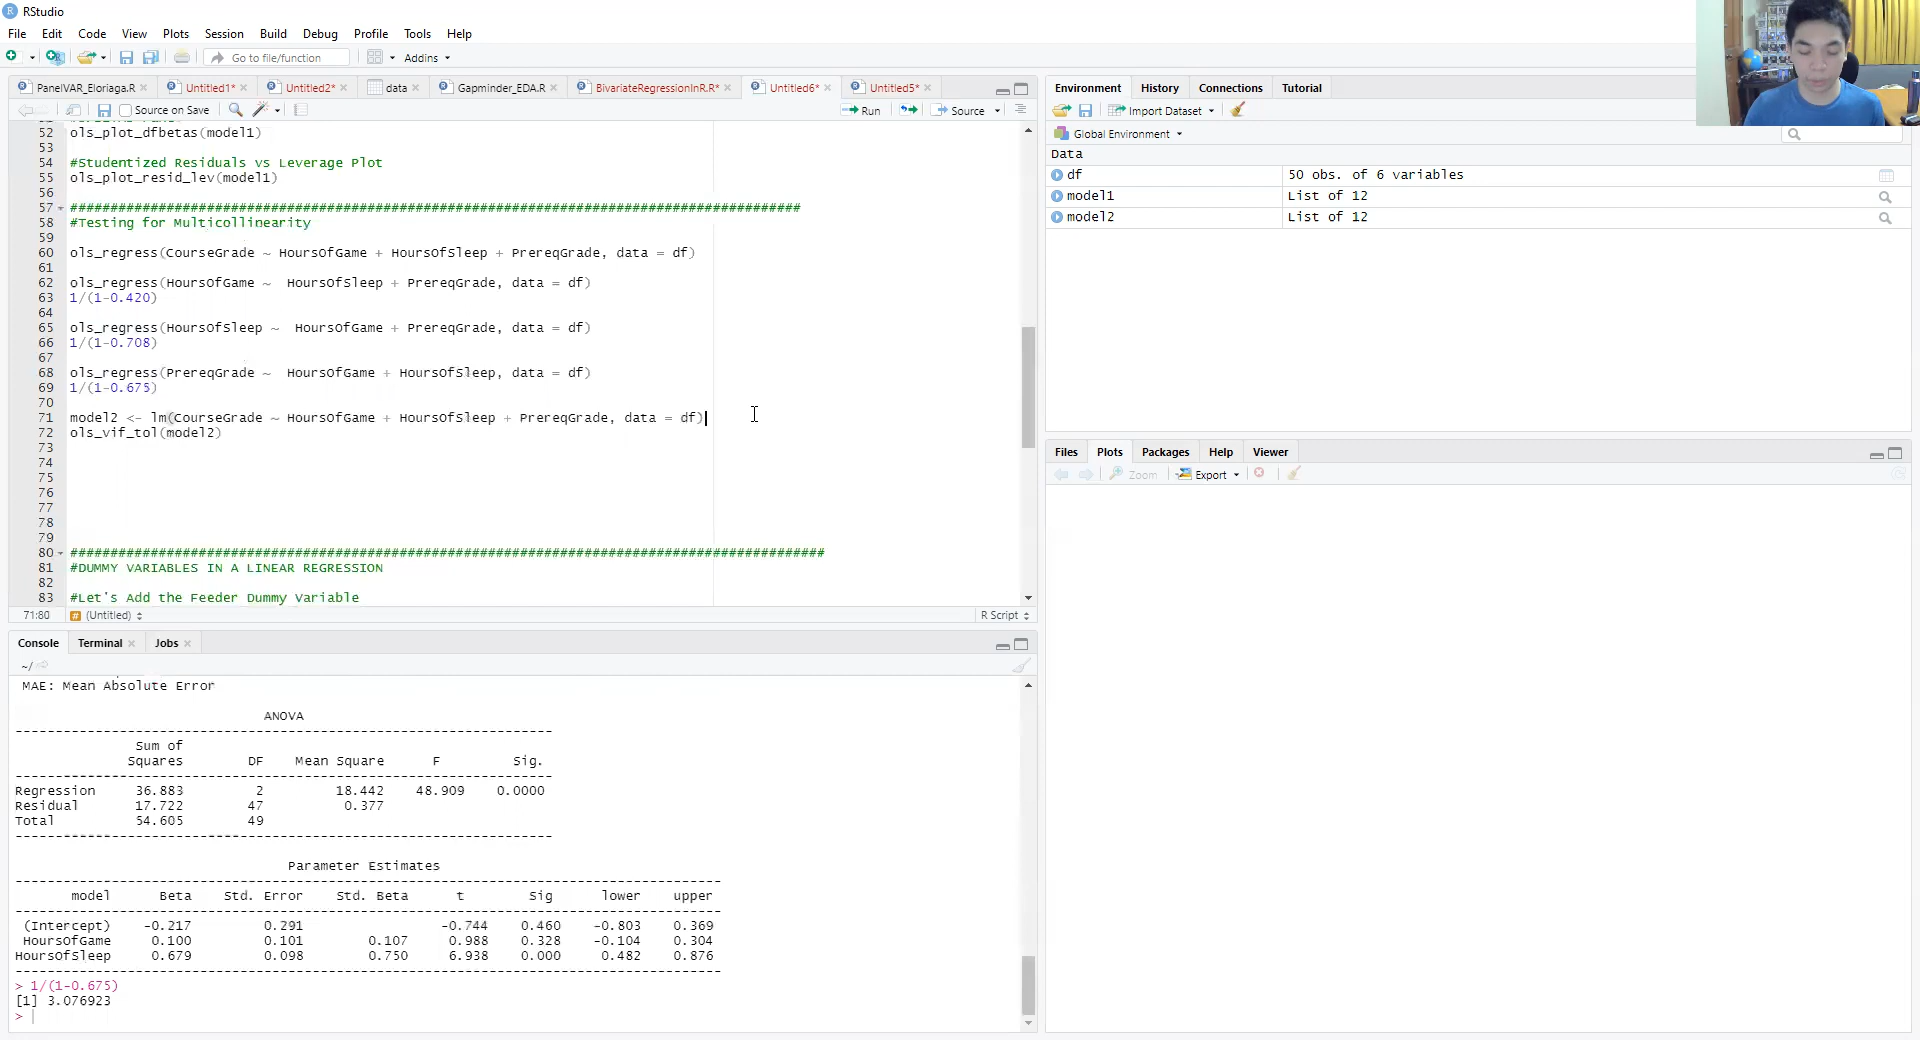 RStudio
File Edit Code View Plots Session Build Debug Profile Tools Help
Go to file/function Addins
PanelVAR_Eloriaga.R Untitled1* Untitled2* data Gapminder_EDA.R BivariateRegressionInR.R* Untitled6* Untitled5*
Source on Save Run Source
52 ols_plot_dfbetas(model1)
53
54 #Studentized Residuals vs Leverage Plot
55 ols_plot_resid_lev(model1)
56
57 ###########################################################################################
58 #Testing for Multicollinearity
59
60 ols_regress(CourseGrade ~ HoursOfGame + HoursOfSleep + PrereqGrade, data = df)
61
62 ols_regress(HoursOfGame ~  HoursOfSleep + PrereqGrade, data = df)
63 1/(1-0.420)
64
65 ols_regress(HoursOfSleep ~  HoursOfGame + PrereqGrade, data = df)
66 1/(1-0.708)
67
68 ols_regress(PrereqGrade ~  HoursOfGame + HoursOfSleep, data = df)
69 1/(1-0.675)
70
71 model2 <- lm(CourseGrade ~ HoursOfGame + HoursOfSleep + PrereqGrade, data = df)
72 ols_vif_tol(model2)
73
74
75
76
77
78
79
80 ##############################################################################################
81 #DUMMY VARIABLES IN A LINEAR REGRESSION
82
83 #Let's Add the Feeder Dummy Variable
71:80 # (Untitled) R Script
Console Terminal Jobs
~/
MAE: Mean Absolute Error
ANOVA
--------------------------------------------------------------------
Sum of
Squares DF Mean Square F Sig.
--------------------------------------------------------------------
Regression 36.883 2 18.442 48.909 0.0000
Residual 17.722 47 0.377
Total 54.605 49
--------------------------------------------------------------------
Parameter Estimates
-----------------------------------------------------------------------------------------
model Beta Std. Error Std. Beta t Sig lower upper
-----------------------------------------------------------------------------------------
(Intercept) -0.217 0.291 -0.744 0.460 -0.803 0.369
HoursOfGame 0.100 0.101 0.107 0.988 0.328 -0.104 0.304
HoursOfSleep 0.679 0.098 0.750 6.938 0.000 0.482 0.876
-----------------------------------------------------------------------------------------
> 1/(1-0.675)
[1] 3.076923
>
Environment History Connections Tutorial
Import Dataset
Global Environment
Data
df 50 obs. of 6 variables
model1 List of 12
model2 List of 12
Files Plots Packages Help Viewer
Zoom Export